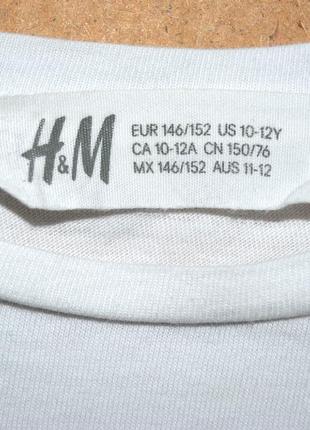 H&M
EUR 146/152 US 10-12Y
CA 10-12A CN 150/76
MX 146/152 AUS 11-12